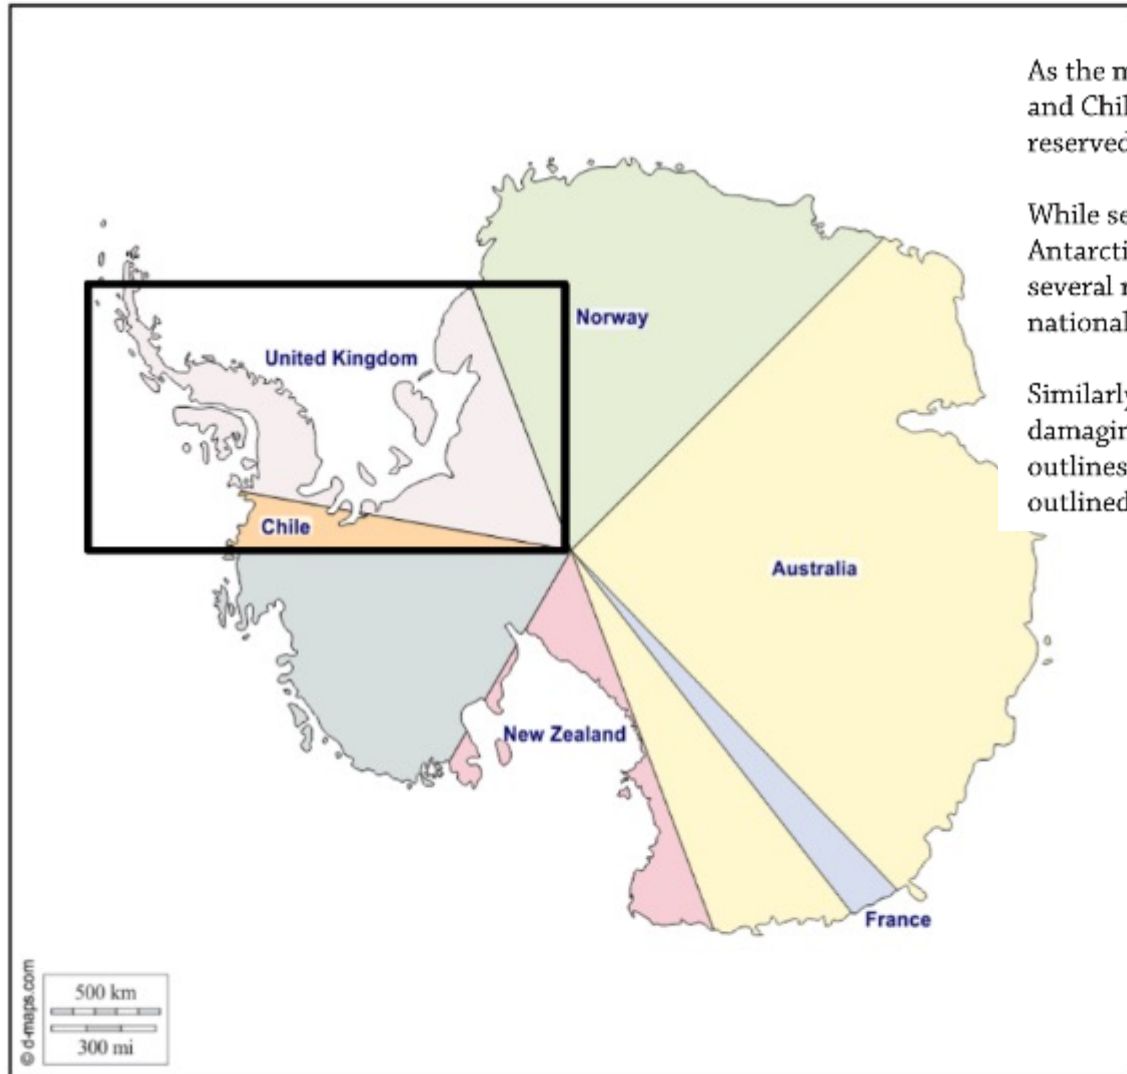 As the m
and Chil
reserved
While se
Antarcti
several r
national
Similarly
damagin
outlines
outlined
Norway
United Kingdom
Chile
Australia
New Zealand
France
500 km
300 mi
© d-maps.com